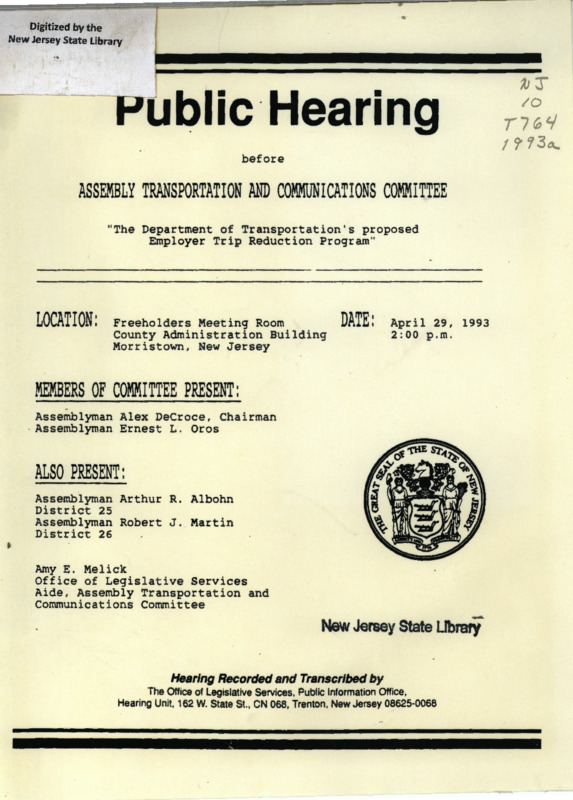 Digitized by the
New Jersey State Library
NJ
10
T764
1993a
Public Hearing
before
ASSEMBLY TRANSPORTATION AND COMMUNICATIONS COMMITTEE
"The Department of Transportation's proposed
Employer Trip Reduction Program"
LOCATION: Freeholders Meeting Room
County Administration Building
Morristown, New Jersey
DATE: April 29, 1993
2:00 p.m.
MEMBERS OF COMMITTEE PRESENT:
Assemblyman Alex DeCroce, Chairman
Assemblyman Ernest L. Oros
ALSO PRESENT:
Assemblyman Arthur R. Albohn
District 25
Assemblyman Robert J. Martin
District 26
Amy E. Melick
Office of Legislative Services
Aide, Assembly Transportation and
Communications Committee
THE GREAT SEAL OF THE STATE OF NEW JERSEY
New Jersey State Library
Hearing Recorded and Transcribed by
The Office of Legislative Services, Public Information Office,
Hearing Unit, 162 W. State St., CN 068, Trenton, New Jersey 08625-0068